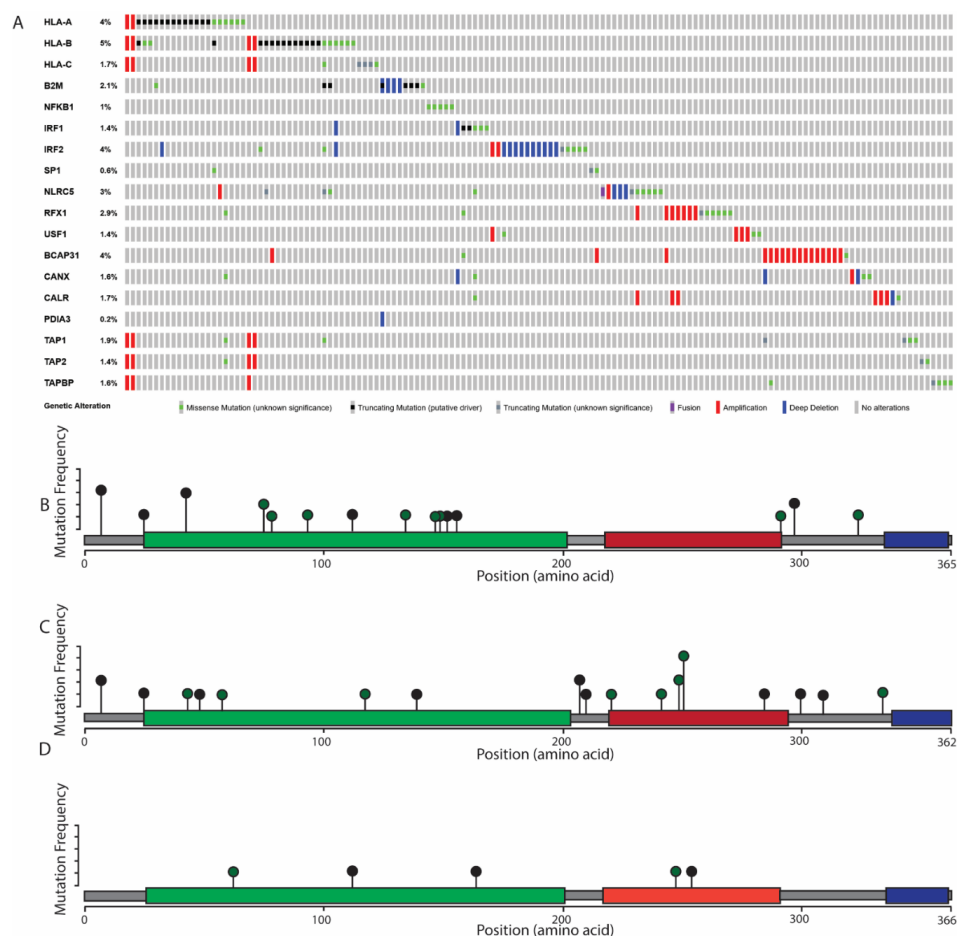 A
HLA-A 4%
HLA-B 5%
HLA-C 1.7%
B2M 2.1%
NFKB1 1%
IRF1 1.4%
IRF2 4%
SP1 0.6%
NLRC5 3%
RFX1 2.9%
USF1 1.4%
BCAP31 4%
CANX 1.6%
CALR 1.7%
PDIA3 0.2%
TAP1 1.9%
TAP2 1.4%
TAPBP 1.6%
Genetic Alteration Missense Mutation (unknown significance) Truncating Mutation (putative driver) Truncating Mutation (unknown significance) Fusion Amplification Deep Deletion No alterations
B
Mutation Frequency
0 100 200 300 365
Position (amino acid)
C
Mutation Frequency
0 100 200 300 362
Position (amino acid)
D
Mutation Frequency
0 100 200 300 366
Position (amino acid)